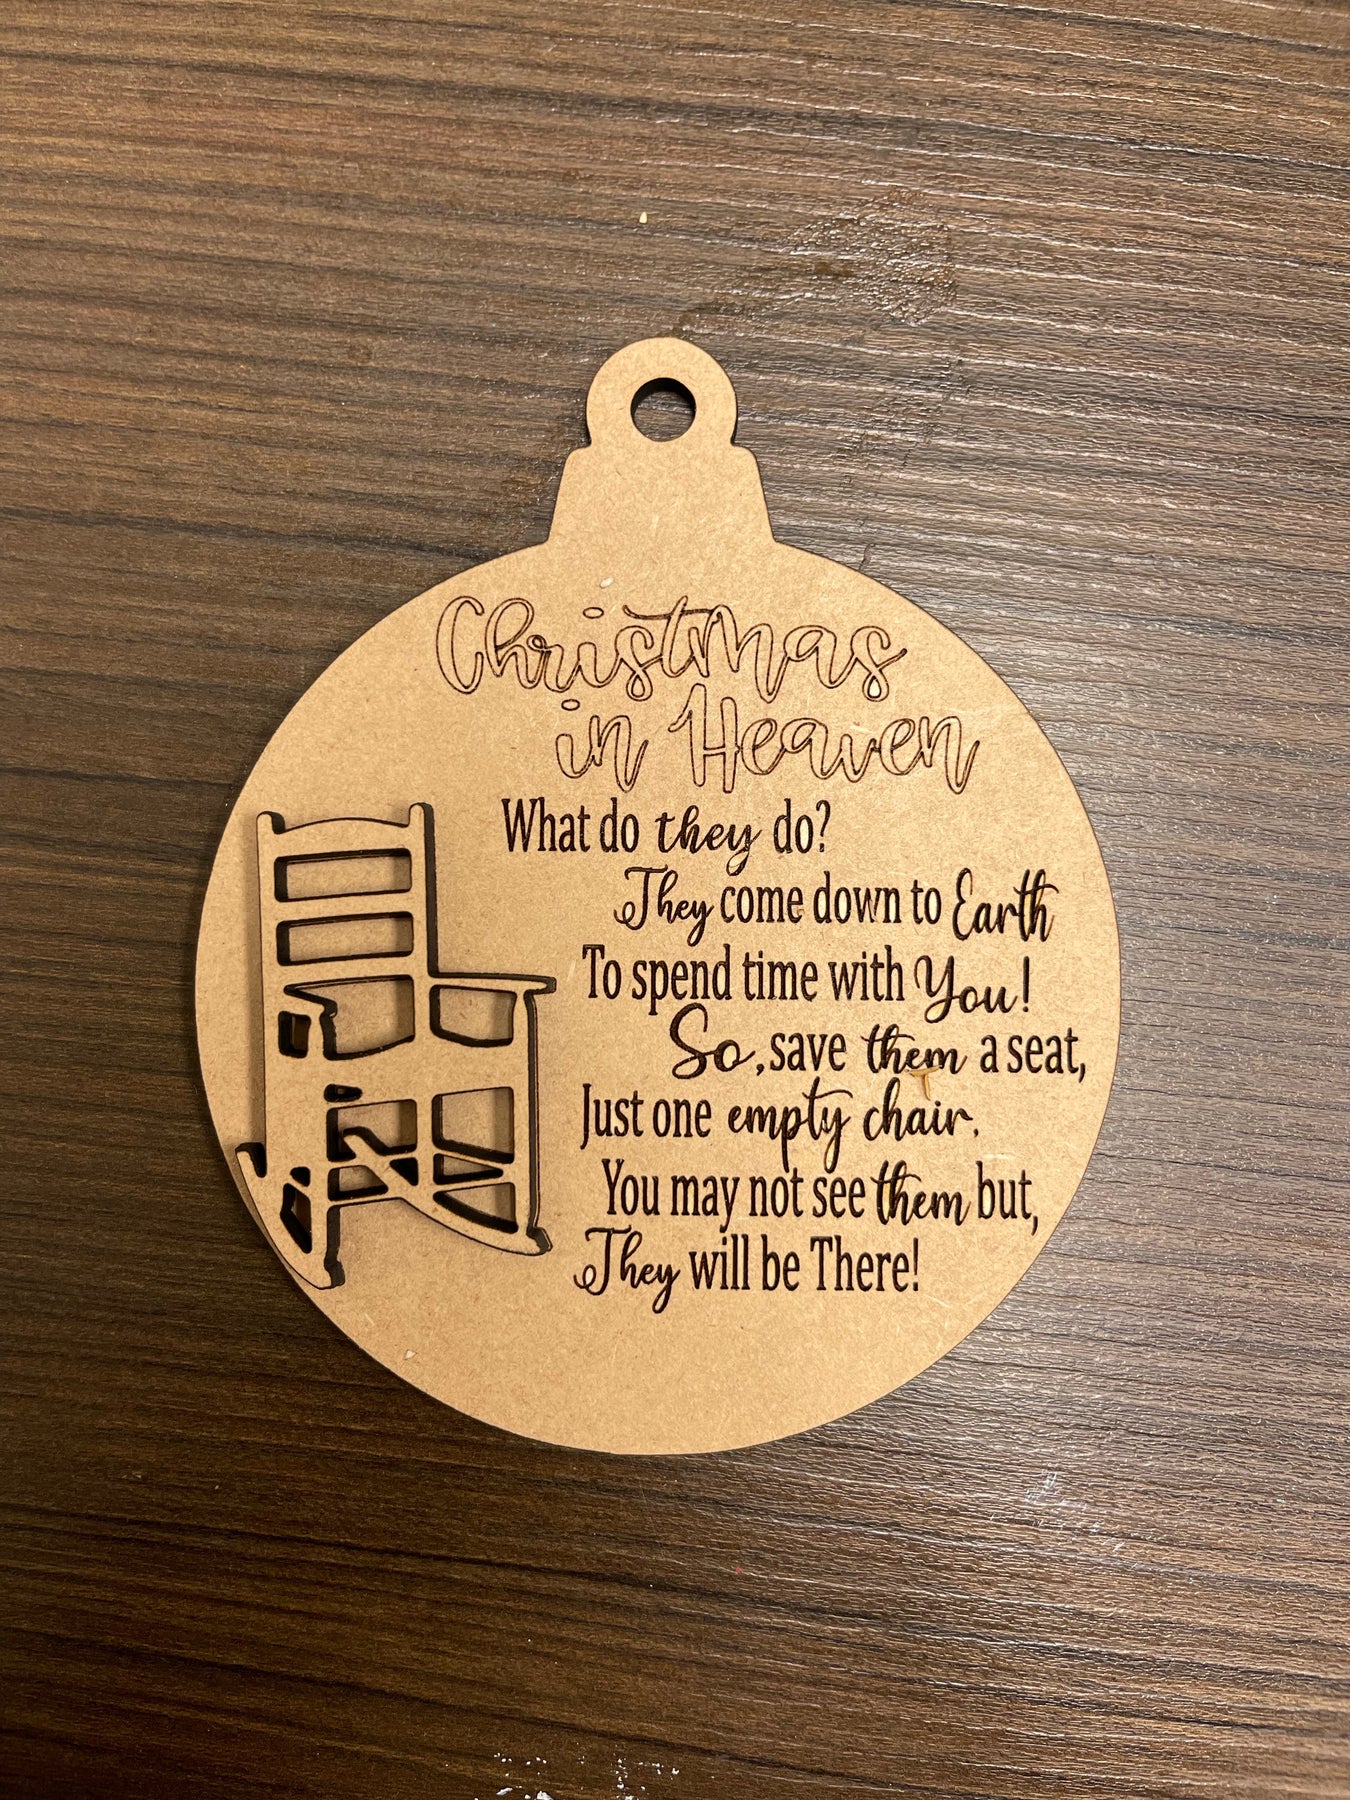 Christmas
in Heaven
What do they do?
They come down to Earth
To spend time with You!
So, save them a seat,
Just one empty chair.
You may not see them but,
They will be There!